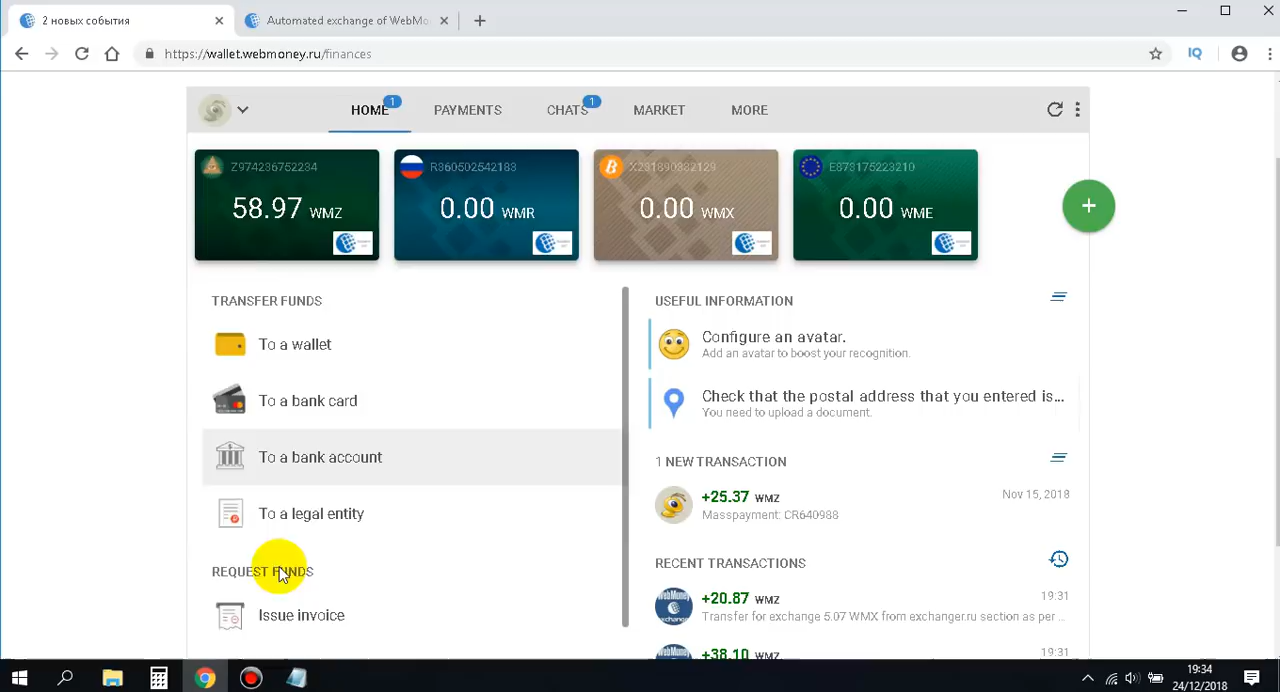 2 новых события
Automated exchange of WebMo
https://wallet.webmoney.ru/finances
IQ
HOME
1
PAYMENTS
CHATS
1
MARKET
MORE
Z974236752234
58.97 WMZ
R360502542183
0.00 WMR
X291890832129
0.00 WMX
E873175223210
0.00 WME
+
TRANSFER FUNDS
To a wallet
To a bank card
To a bank account
To a legal entity
REQUEST FUNDS
Issue invoice
USEFUL INFORMATION
Configure an avatar.
Add an avatar to boost your recognition.
Check that the postal address that you entered is...
You need to upload a document.
1 NEW TRANSACTION
+25.37 WMZ
Nov 15, 2018
Masspayment: CR640988
RECENT TRANSACTIONS
WebMoney
+20.87 WMZ
19:31
Transfer for exchange 5.07 WMX from exchanger.ru section as per ...
WebMoney
+38.10 WMZ
19:31
19:34
24/12/2018